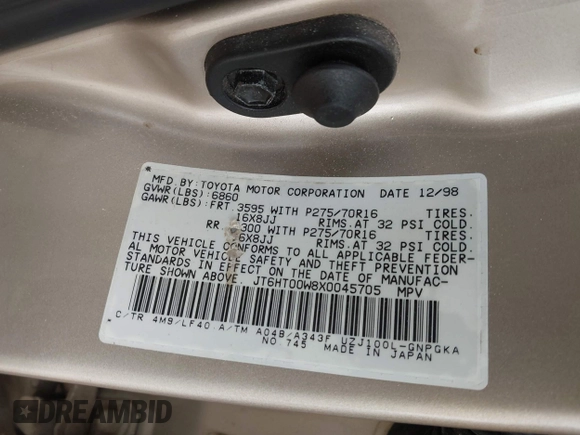 MFD BY:TOYOTA MOTOR CORPORATION DATE 12/98
GVWR(LBS):6860
GAWR(LBS):FRT 3595 WITH P275/70R16 TIRES.
16X8JJ RIMS.AT 32 PSI COLD.
RR 300 WITH P275/70R16 TIRES.
6X8JJ RIMS.AT 32 PSI COLD.
THIS VEHICLE CONFORMS TO ALL APPLICABLE FEDER-
AL MOTOR VEHICLE SAFETY AND THEFT PREVENTION
STANDARDS IN EFFECT ON THE DATE OF MANUFAC-
TURE SHOWN ABOVE. JT6HT00W8X0045705 MPV
C/TR 4M9/LF40 A/TM A04B/A343F UZJ100L-GNPGKA
NO.745 MADE IN JAPAN
DREAMBID